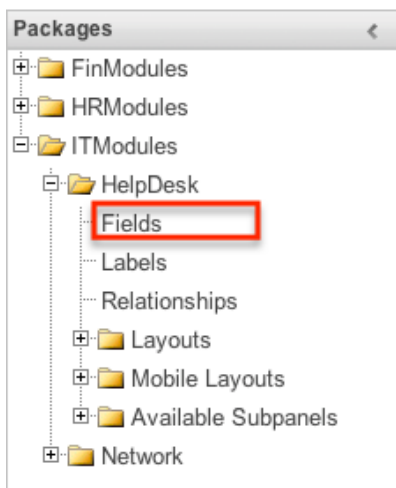 Packages
FinModules
HRModules
ITModules
HelpDesk
Fields
Labels
Relationships
Layouts
Mobile Layouts
Available Subpanels
Network